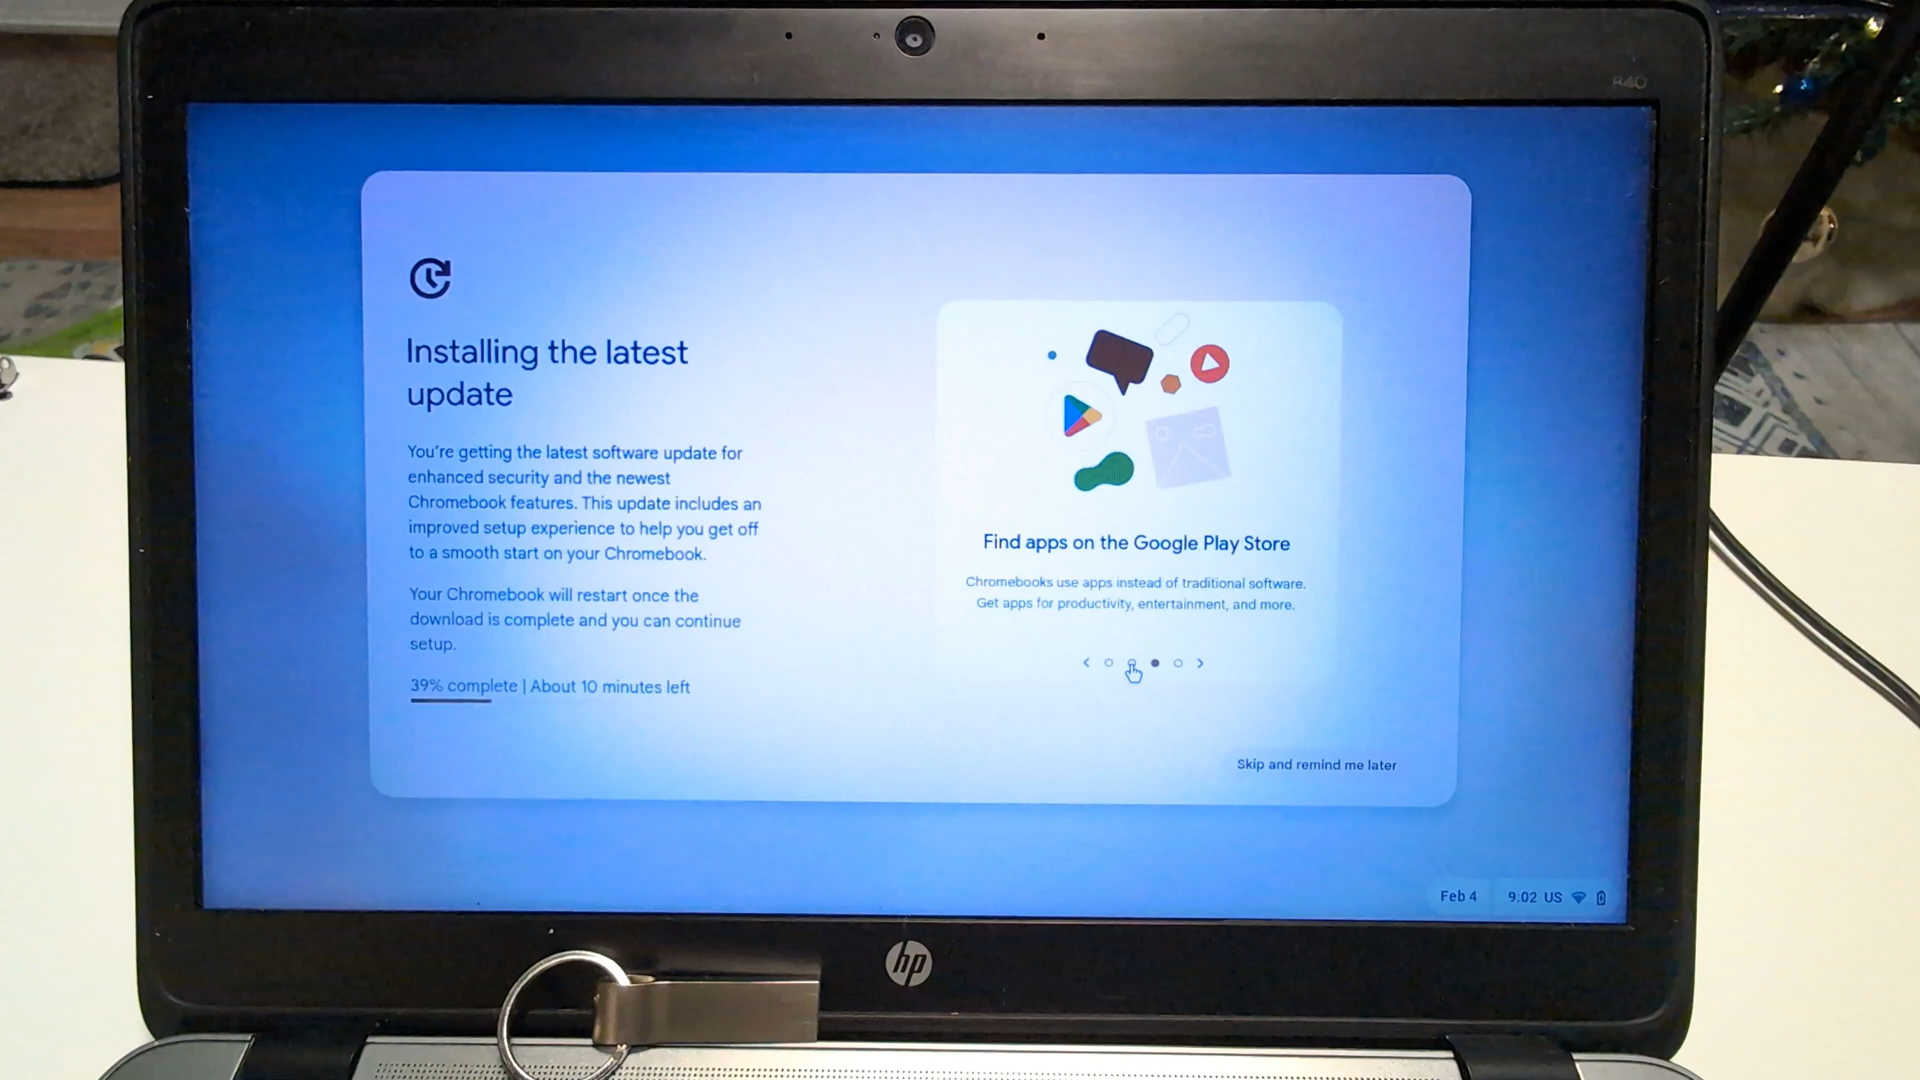 840
Installing the latest
update
You're getting the latest software update for
enhanced security and the newest
Chromebook features. This update includes an
improved setup experience to help you get off
to a smooth start on your Chromebook.
Your Chromebook will restart once the
download is complete and you can continue
setup.
39% complete | About 10 minutes left
Find apps on the Google Play Store
Chromebooks use apps instead of traditional software.
Get apps for productivity, entertainment, and more.
Skip and remind me later
Feb 4
9:02 US
hp